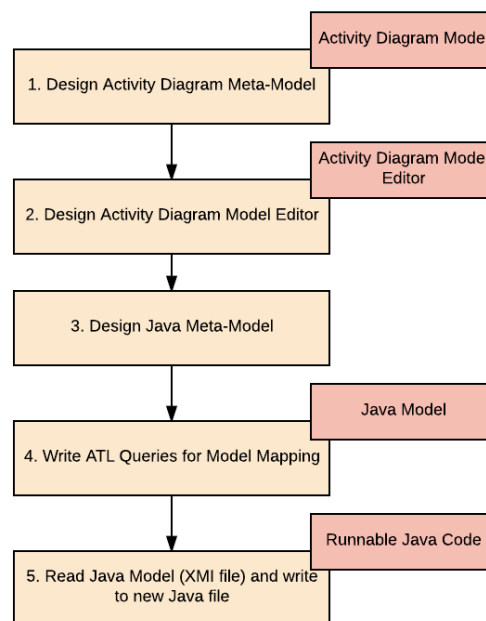 Activity Diagram Model
1. Design Activity Diagram Meta-Model
Activity Diagram Model
Editor
2. Design Activity Diagram Model Editor
3. Design Java Meta-Model
Java Model
4. Write ATL Queries for Model Mapping
Runnable Java Code
5. Read Java Model (XMI file) and write
to new Java file